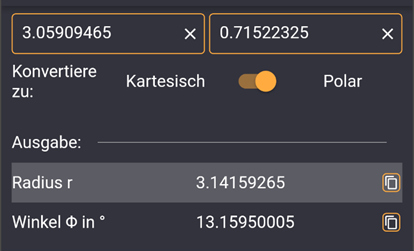 3.05909465 × 0.71522325 ×
Konvertiere
zu: Kartesisch Polar
Ausgabe:
Radius r 3.14159265
Winkel Φ in ° 13.15950005